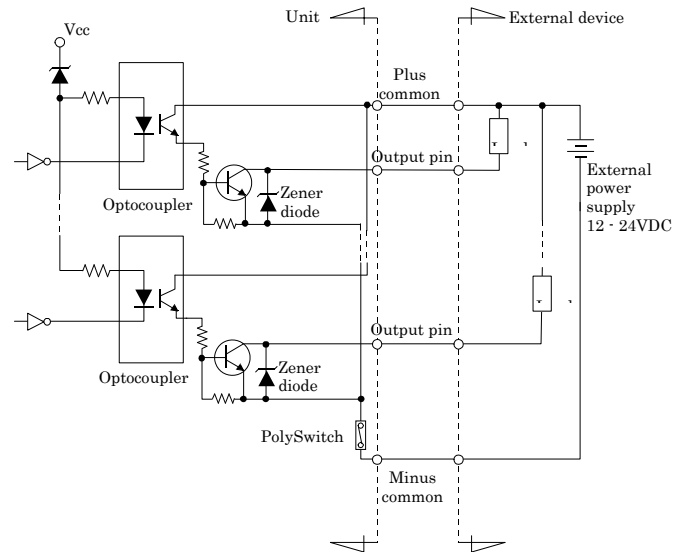 Unit
External device
Vcc
Plus
common
Output pin
External
power
supply
12 - 24VDC
Zener
diode
Optocoupler
Output pin
Zener
diode
Optocoupler
PolySwitch
Minus
common